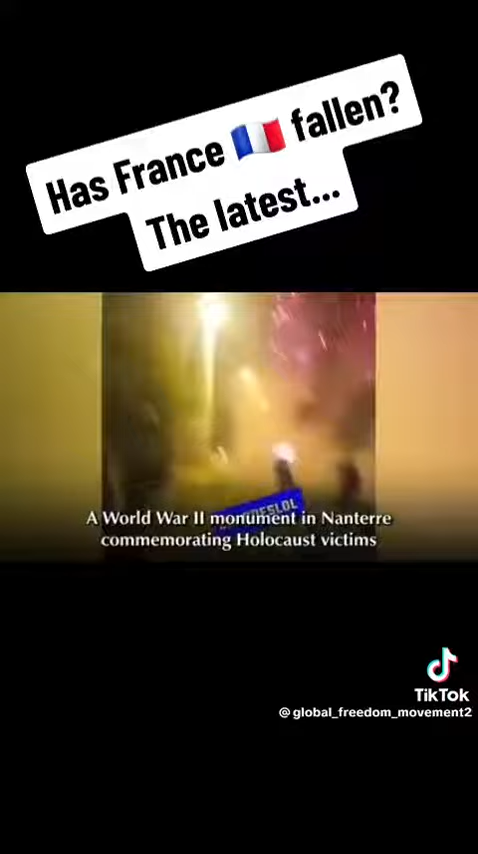 Has France 🇫🇷 fallen?
The latest...
A World War II monument in Nanterre
commemorating Holocaust victims
TikTok
@global_freedom_movement2